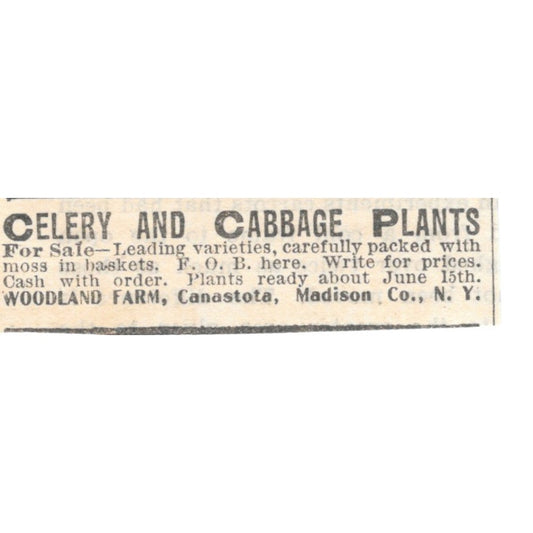 CELERY AND CABBAGE PLANTS
For Sale—Leading varieties, carefully packed with
moss in baskets. F. O. B. here. Write for prices.
Cash with order. Plants ready about June 15th.
WOODLAND FARM, Canastota, Madison Co., N. Y.